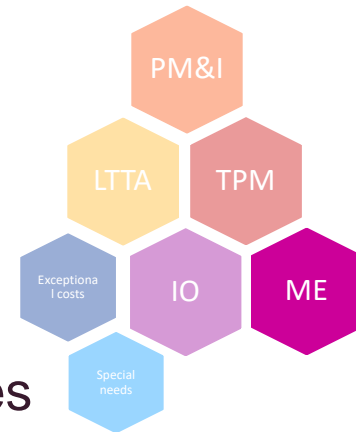 PM&I
LTTA
TPM
Exceptiona
l costs
IO
ME
Special
needs
es